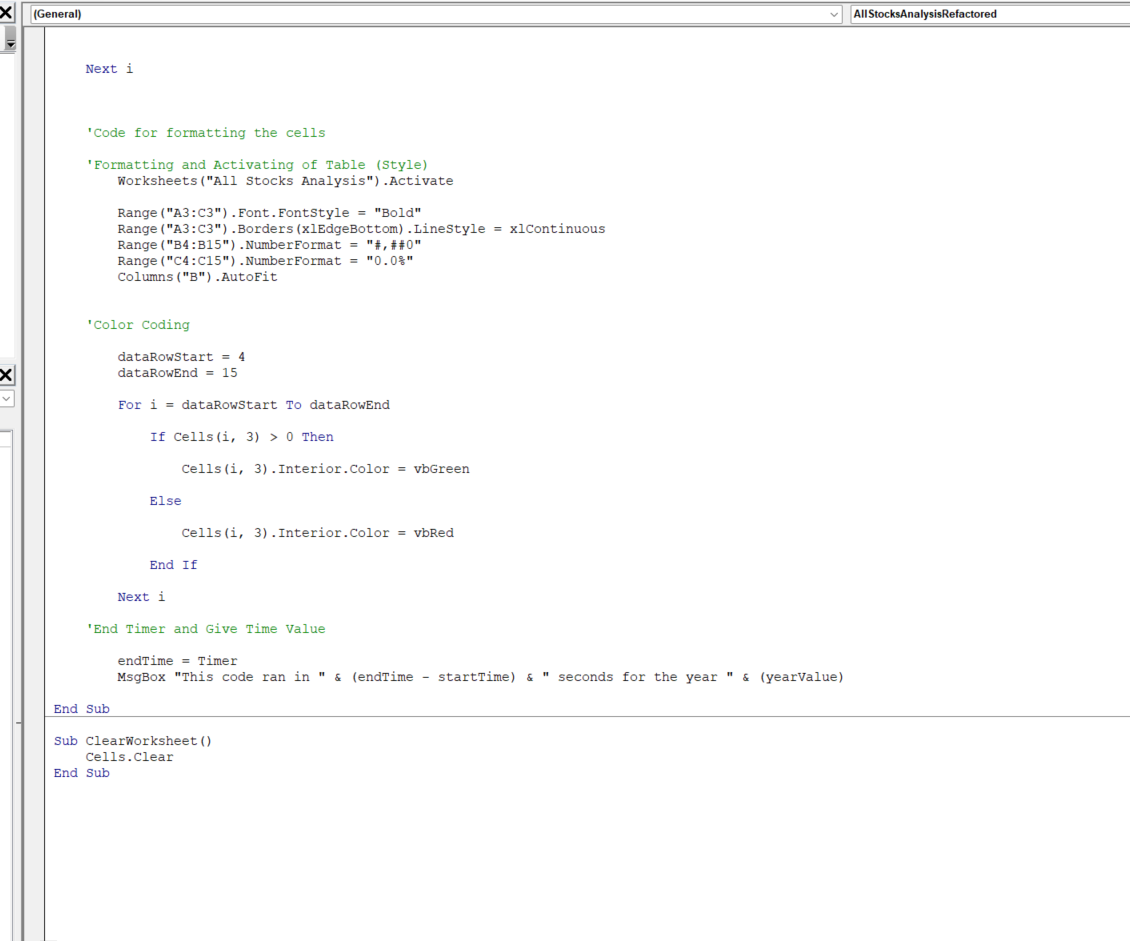 (General)
AllStocksAnalysisRefactored
Next i
'Code for formatting the cells
'Formatting and Activating of Table (Style)
Worksheets("All Stocks Analysis").Activate
Range("A3:C3").Font.FontStyle = "Bold"
Range("A3:C3").Borders(xlEdgeBottom).LineStyle = xlContinuous
Range("B4:B15").NumberFormat = "#,##0"
Range("C4:C15").NumberFormat = "0.0%"
Columns("B").AutoFit
'Color Coding
dataRowStart = 4
dataRowEnd = 15
For i = dataRowStart To dataRowEnd
If Cells(i, 3) > 0 Then
Cells(i, 3).Interior.Color = vbGreen
Else
Cells(i, 3).Interior.Color = vbRed
End If
Next i
'End Timer and Give Time Value
endTime = Timer
MsgBox "This code ran in " & (endTime - startTime) & " seconds for the year " & (yearValue)
End Sub
Sub ClearWorksheet()
Cells.Clear
End Sub